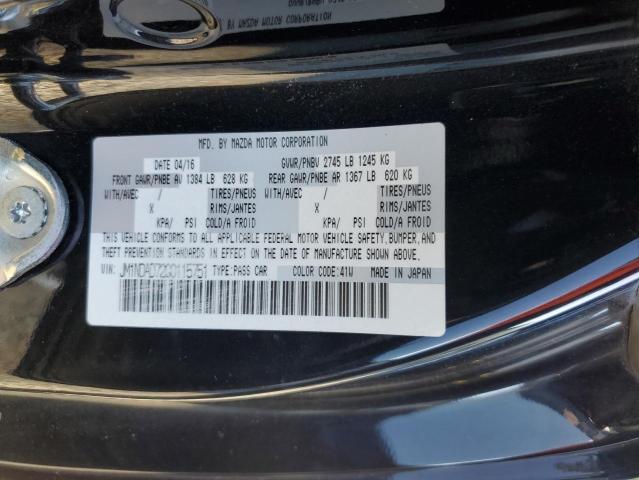 MAZDA MOTOR CORPORATION
MFD. BY MAZDA MOTOR CORPORATION
DATE 04/16 GVWR/PNBV 2745 LB 1245 KG
FRONT GAWR/PNBE AV 1384 LB 628 KG REAR GAWR/PNBE AR 1367 LB 620 KG
WITH/AVEC / TIRES/PNEUS WITH/AVEC / TIRES/PNEUS
X RIMS/JANTES X RIMS/JANTES
KPA/ PSI COLD/A FROID KPA/ PSI COLD/A FROID
THIS VEHICLE CONFORMS TO ALL APPLICABLE FEDERAL MOTOR VEHICLE SAFETY, BUMPER, AND
THEFT PREVENTION STANDARDS IN EFFECT ON THE DATE OF MANUFACTURE SHOWN ABOVE.
VIN: JM1NDAD72G0115751 TYPE:PASS CAR COLOR CODE:41W MADE IN JAPAN